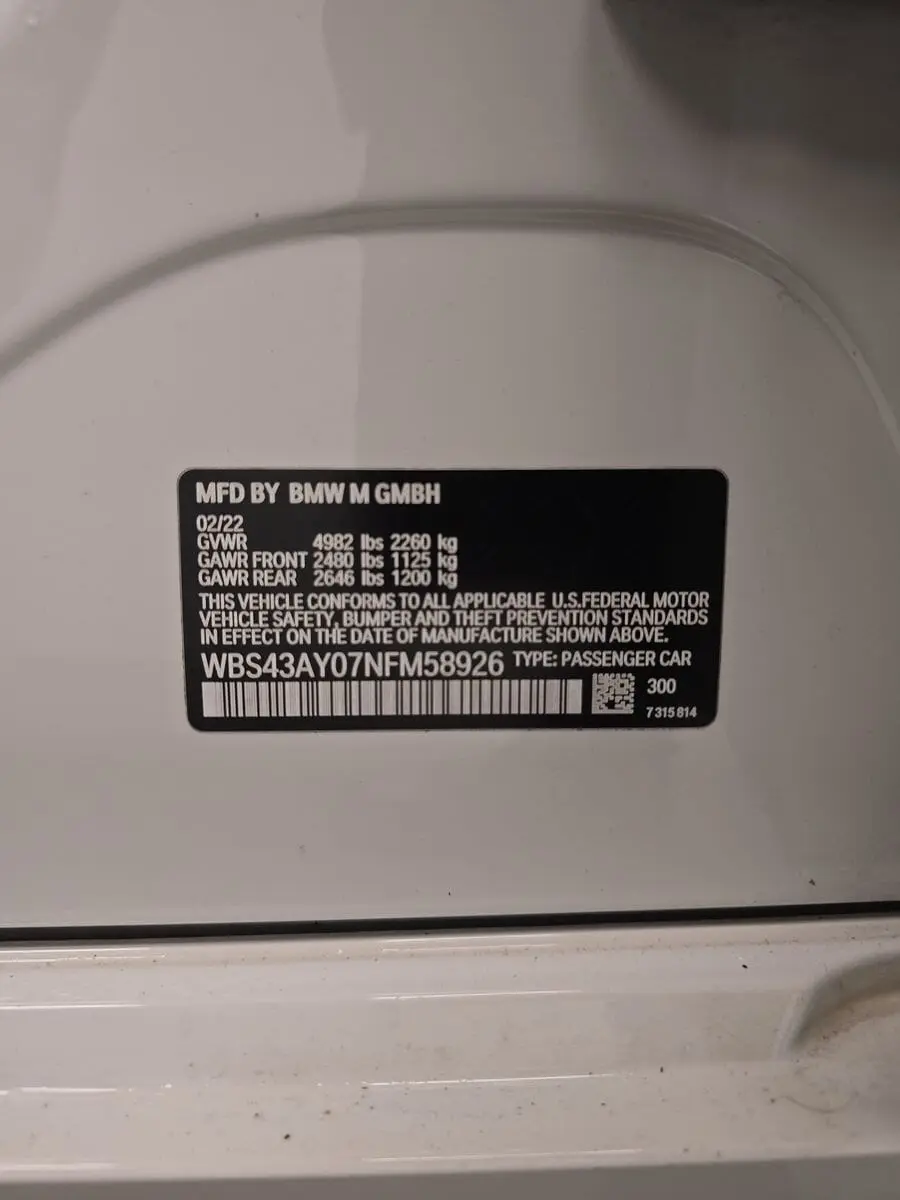 MFD BY BMW M GMBH
02/22
GVWR 4982 lbs 2260 kg
GAWR FRONT 2480 lbs 1125 kg
GAWR REAR 2646 lbs 1200 kg
THIS VEHICLE CONFORMS TO ALL APPLICABLE U.S.FEDERAL MOTOR
VEHICLE SAFETY, BUMPER AND THEFT PREVENTION STANDARDS
IN EFFECT ON THE DATE OF MANUFACTURE SHOWN ABOVE.
WBS43AY07NFM58926 TYPE: PASSENGER CAR
300
7 315 814